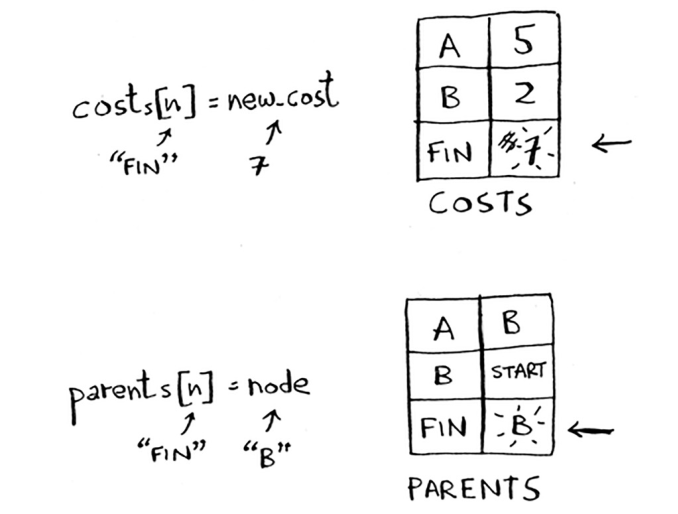 costs[n] = new_cost
"FIN" 7
A 5
B 2
FIN 7
COSTS
parents[n] = node
"FIN" "B"
A B
B START
FIN B
PARENTS